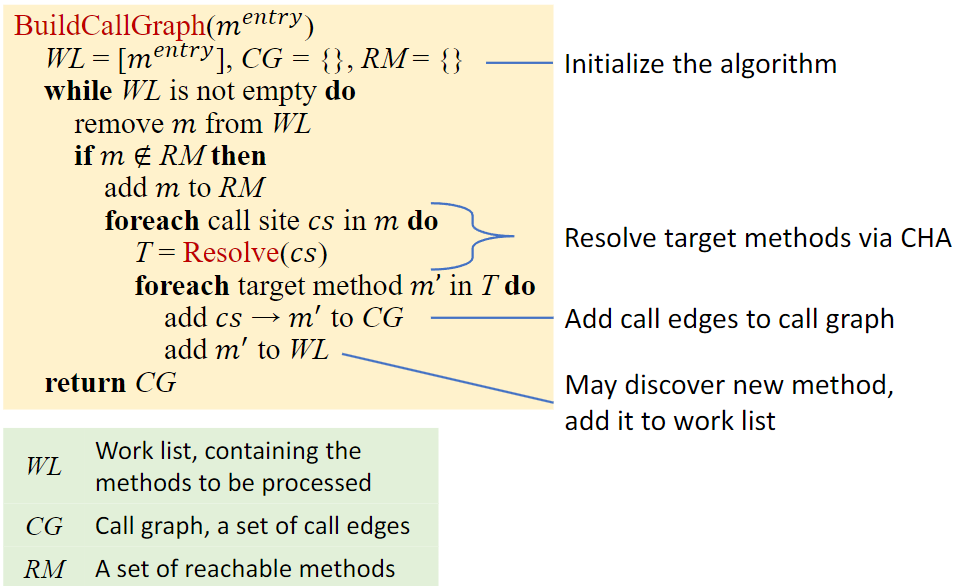 BuildCallGraph(m^entry)
WL = [m^entry], CG = {}, RM = {}
Initialize the algorithm
while WL is not empty do
remove m from WL
if m ∉ RM then
add m to RM
foreach call site cs in m do
T = Resolve(cs)
Resolve target methods via CHA
foreach target method m′ in T do
add cs → m′ to CG
Add call edges to call graph
add m′ to WL
May discover new method,
add it to work list
return CG
WL Work list, containing the
methods to be processed
CG Call graph, a set of call edges
RM A set of reachable methods